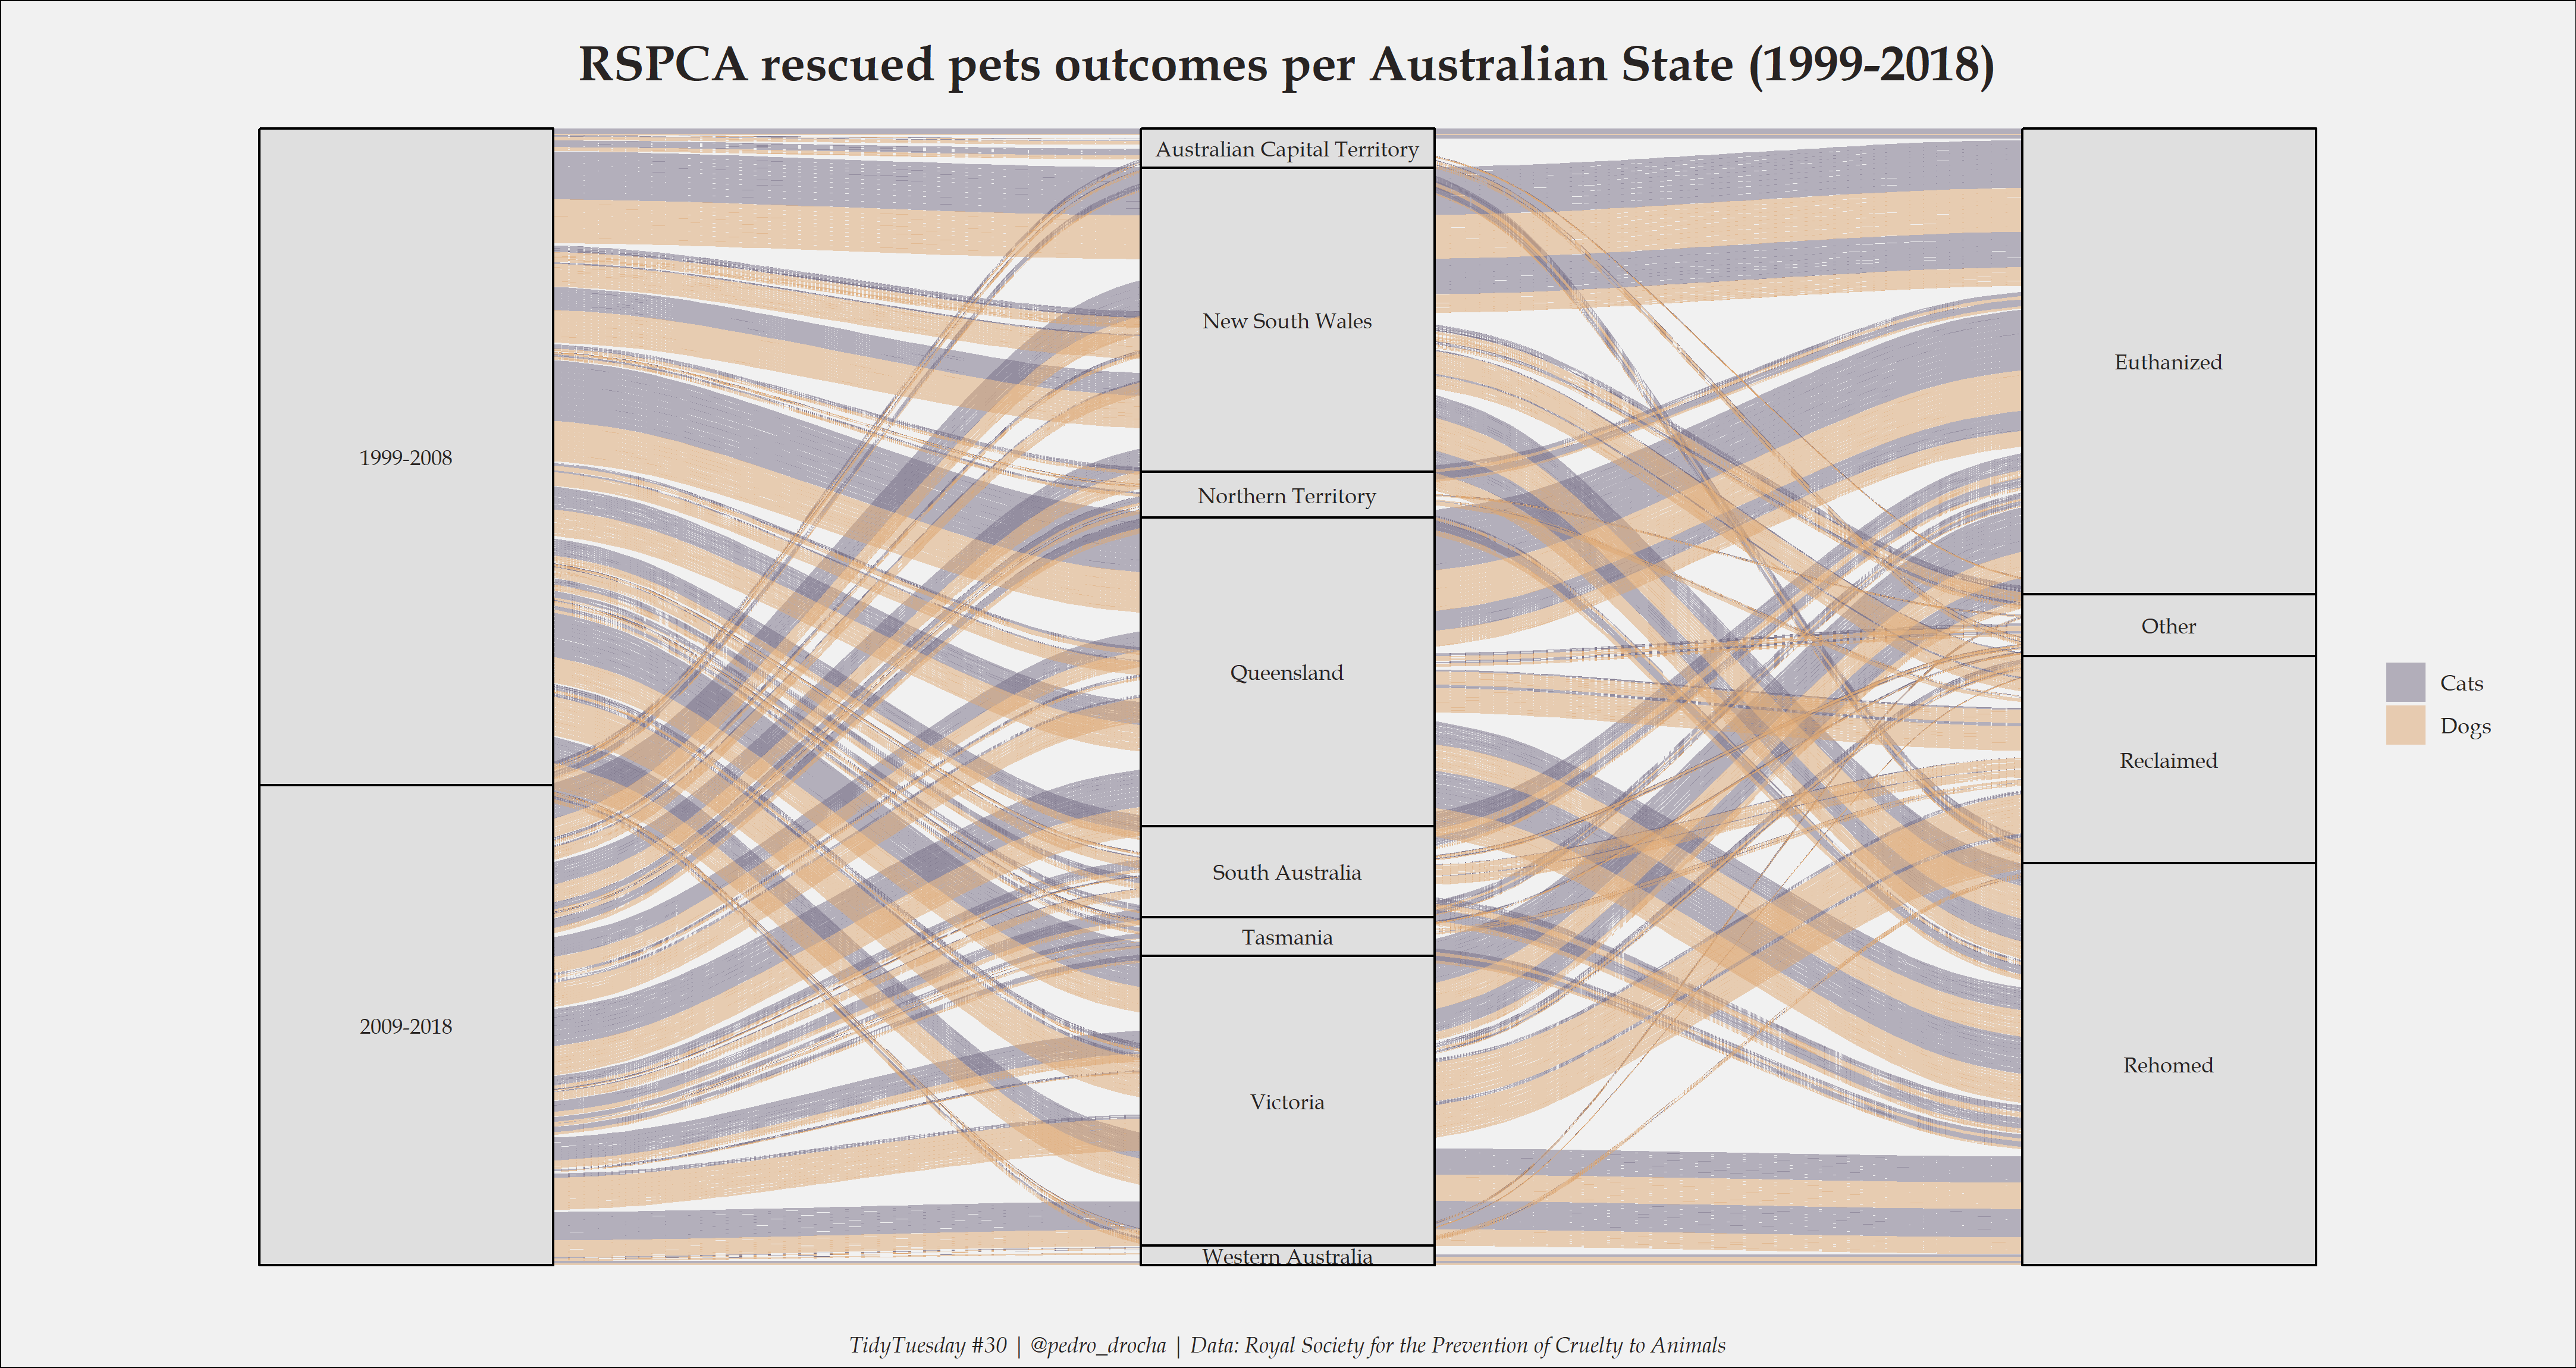 RSPCA rescued pets outcomes per Australian State (1999-2018)
1999-2008
2009-2018
Australian Capital Territory
New South Wales
Northern Territory
Queensland
South Australia
Tasmania
Victoria
Western Australia
Euthanized
Other
Reclaimed
Rehomed
Cats
Dogs
TidyTuesday #30 | @pedro_drocha | Data: Royal Society for the Prevention of Cruelty to Animals